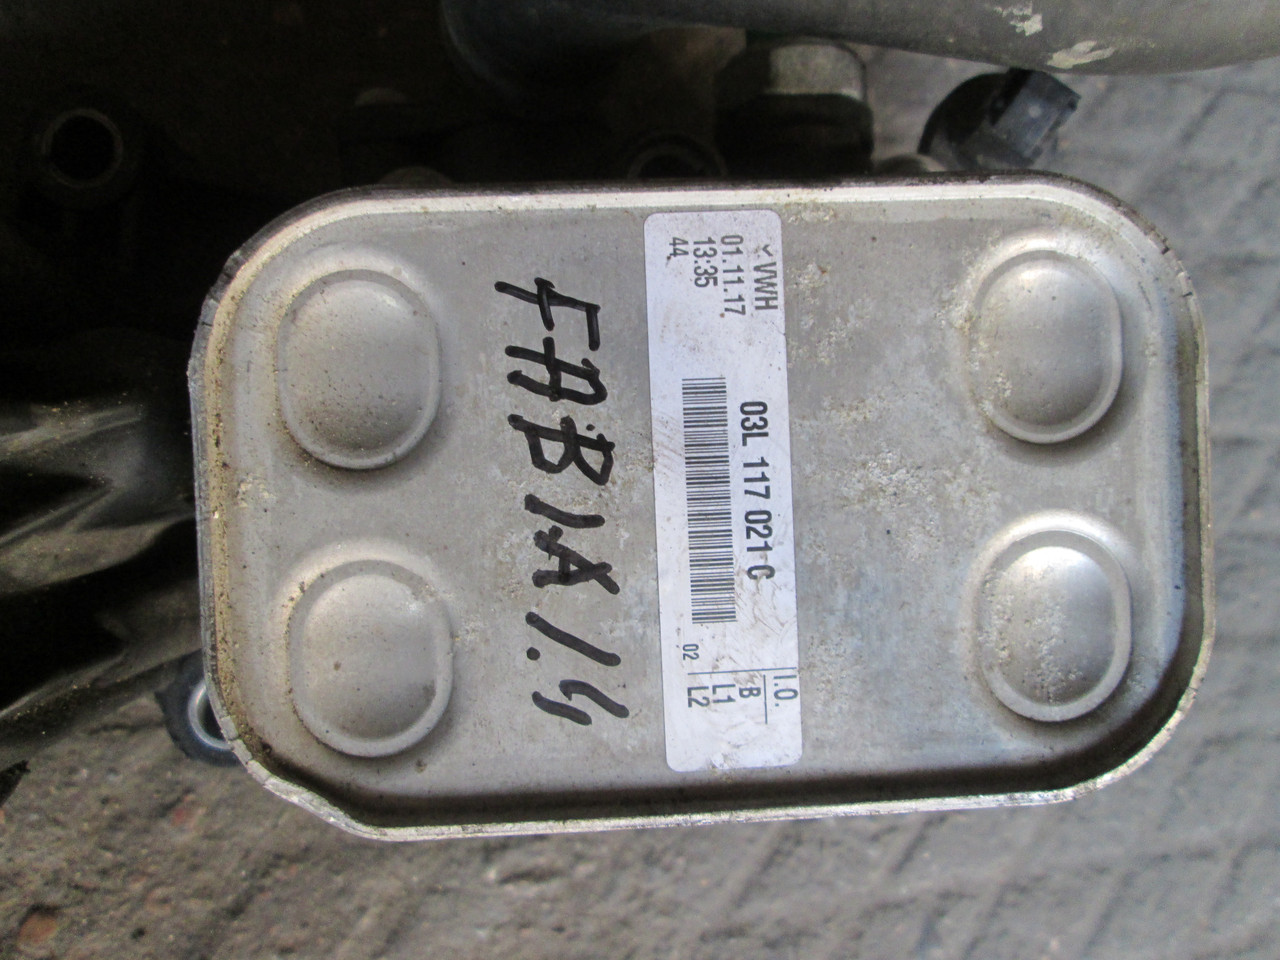 VWH
01.11.17
13:35
44
03L 117 021 C
02
I.O.
B
L1
L2
FABIA 1.4